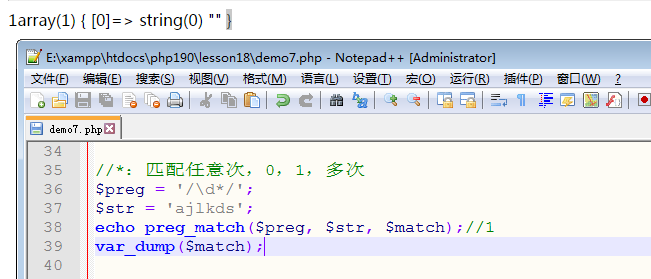 1array(1) { [0]=> string(0) "" }
E:\xampp\htdocs\php190\lesson18\demo7.php - Notepad++ [Administrator]
文件(F) 编辑(E) 搜索(S) 视图(V) 格式(M) 语言(L) 设置(T) 宏(O) 运行(R) 插件(P) 窗口(W) ?
demo7.php
34
35 //*: 匹配任意次，0，1，多次
36 $preg = '/\d*/';
37 $str = 'ajlkds';
38 echo preg_match($preg, $str, $match);//1
39 var_dump($match);
40